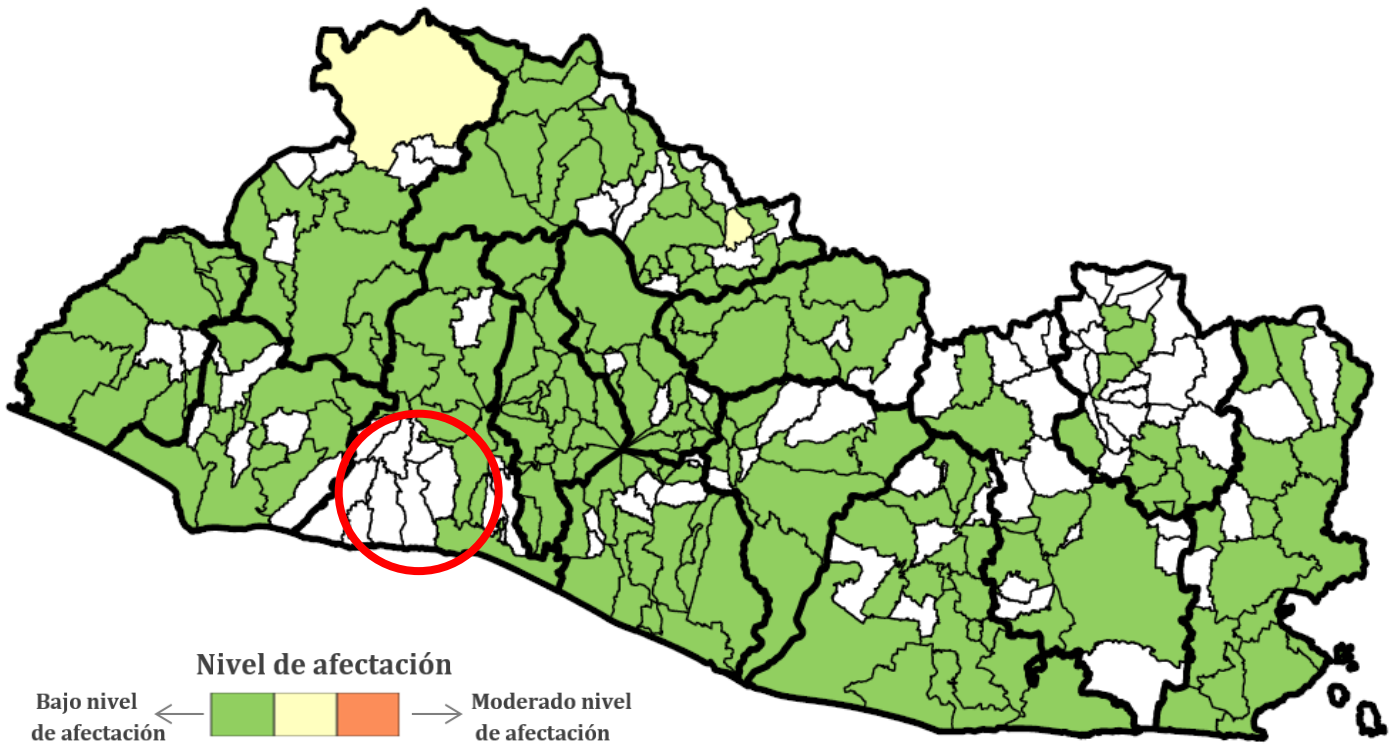 Nivel de afectación
Bajo nivel
de afectación
Moderado nivel
de afectación